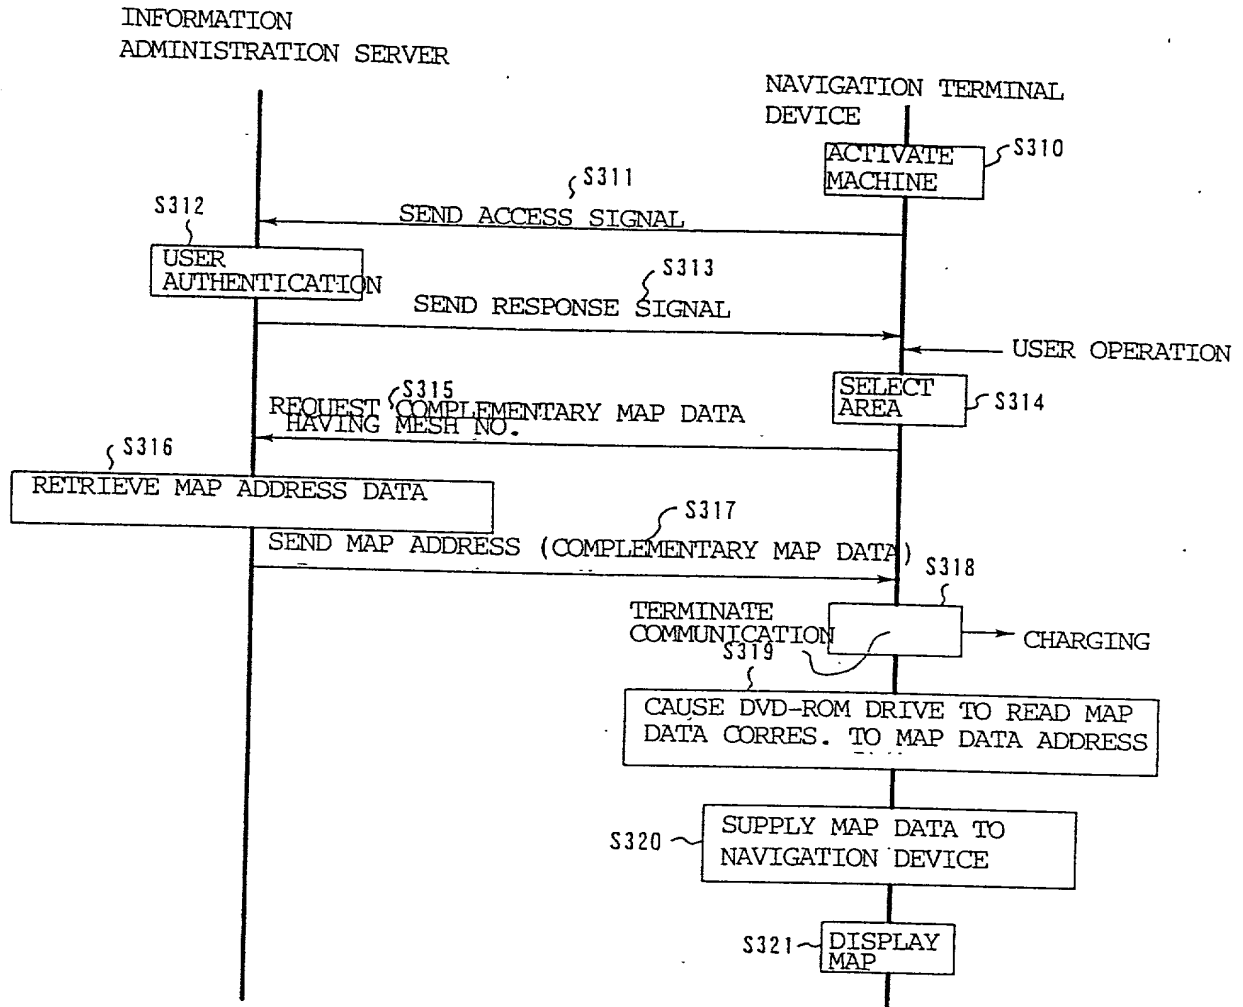 INFORMATION
ADMINISTRATION SERVER
NAVIGATION TERMINAL
DEVICE
ACTIVATE
MACHINE
S310
S311
SEND ACCESS SIGNAL
S312
USER
AUTHENTICATION
S313
SEND RESPONSE SIGNAL
USER OPERATION
SELECT
AREA
S314
S315
REQUEST COMPLEMENTARY MAP DATA
HAVING MESH NO.
S316
RETRIEVE MAP ADDRESS DATA
S317
SEND MAP ADDRESS (COMPLEMENTARY MAP DATA)
S318
TERMINATE
COMMUNICATION
CHARGING
S319
CAUSE DVD-ROM DRIVE TO READ MAP
DATA CORRES. TO MAP DATA ADDRESS
S320
SUPPLY MAP DATA TO
NAVIGATION DEVICE
S321
DISPLAY
MAP